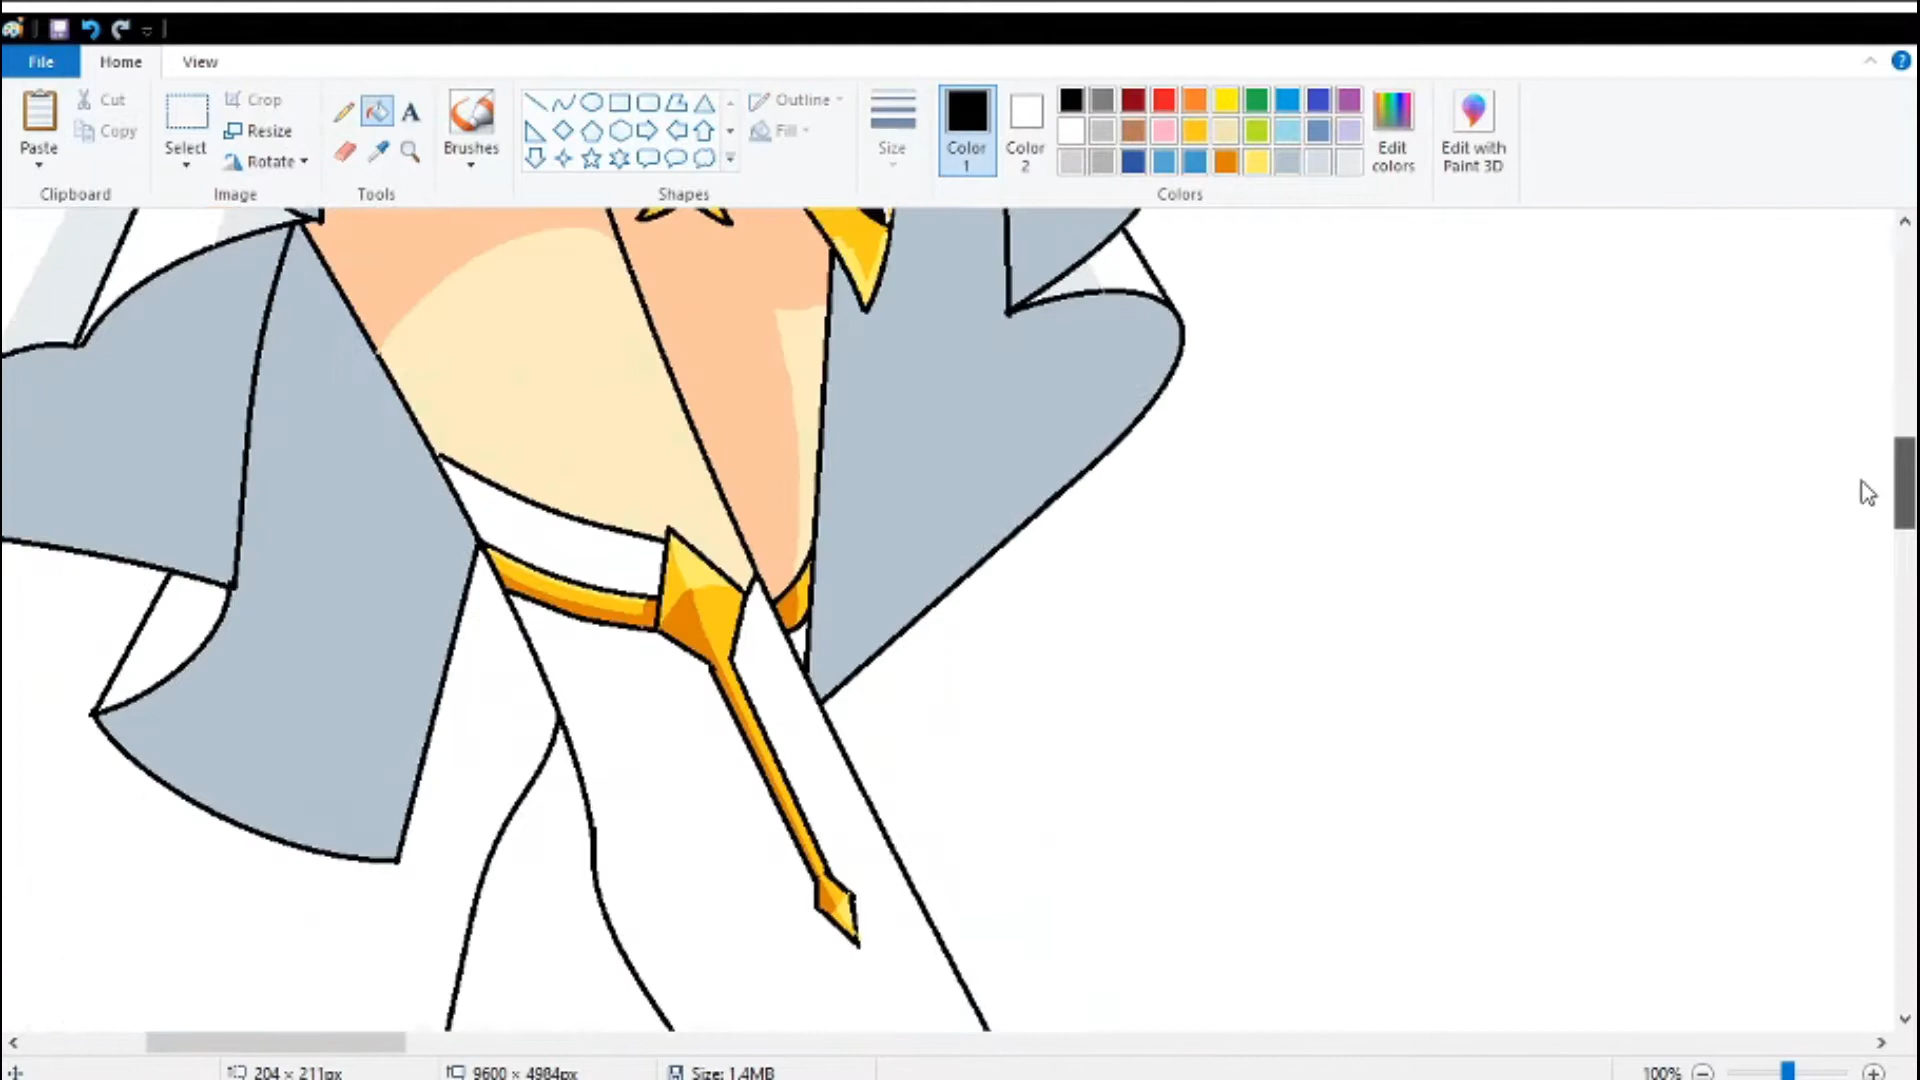 File Home View
Paste
Cut
Copy
Clipboard
Select
Crop
Resize
Rotate
Image
A
Tools
Brushes
Shapes
Outline
Fill
Size
Color 1
Color 2
Edit colors
Edit with Paint 3D
Colors
204 × 211px 9600 × 4984px Size: 1.4MB 100%